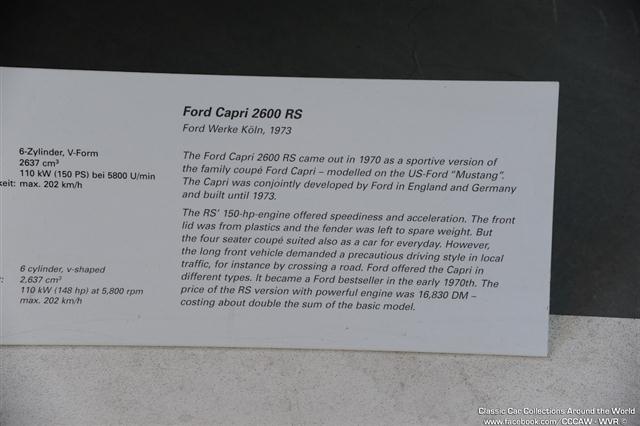 6-Zylinder, V-Form
2637 cm³
110 kW (150 PS) bei 5800 U/min
keit: max. 202 km/h
6 cylinder, v-shaped
2,637 cm³
110 kW (148 hp) at 5,800 rpm
max. 202 km/h
Ford Capri 2600 RS
Ford Werke Köln, 1973
The Ford Capri 2600 RS came out in 1970 as a sportive version of
the family coupé Ford Capri – modelled on the US-Ford "Mustang".
The Capri was conjointly developed by Ford in England and Germany
and built until 1973.
The RS' 150-hp-engine offered speediness and acceleration. The front
lid was from plastics and the fender was left to spare weight. But
the four seater coupé suited also as a car for everyday. However,
the long front vehicle demanded a precautious driving style in local
traffic, for instance by crossing a road. Ford offered the Capri in
different types. It became a Ford bestseller in the early 1970th. The
price of the RS version with powerful engine was 16,830 DM –
costing about double the sum of the basic model.
Classic Car Collections Around the World
www.facebook.com/CCCAW - WVR ©